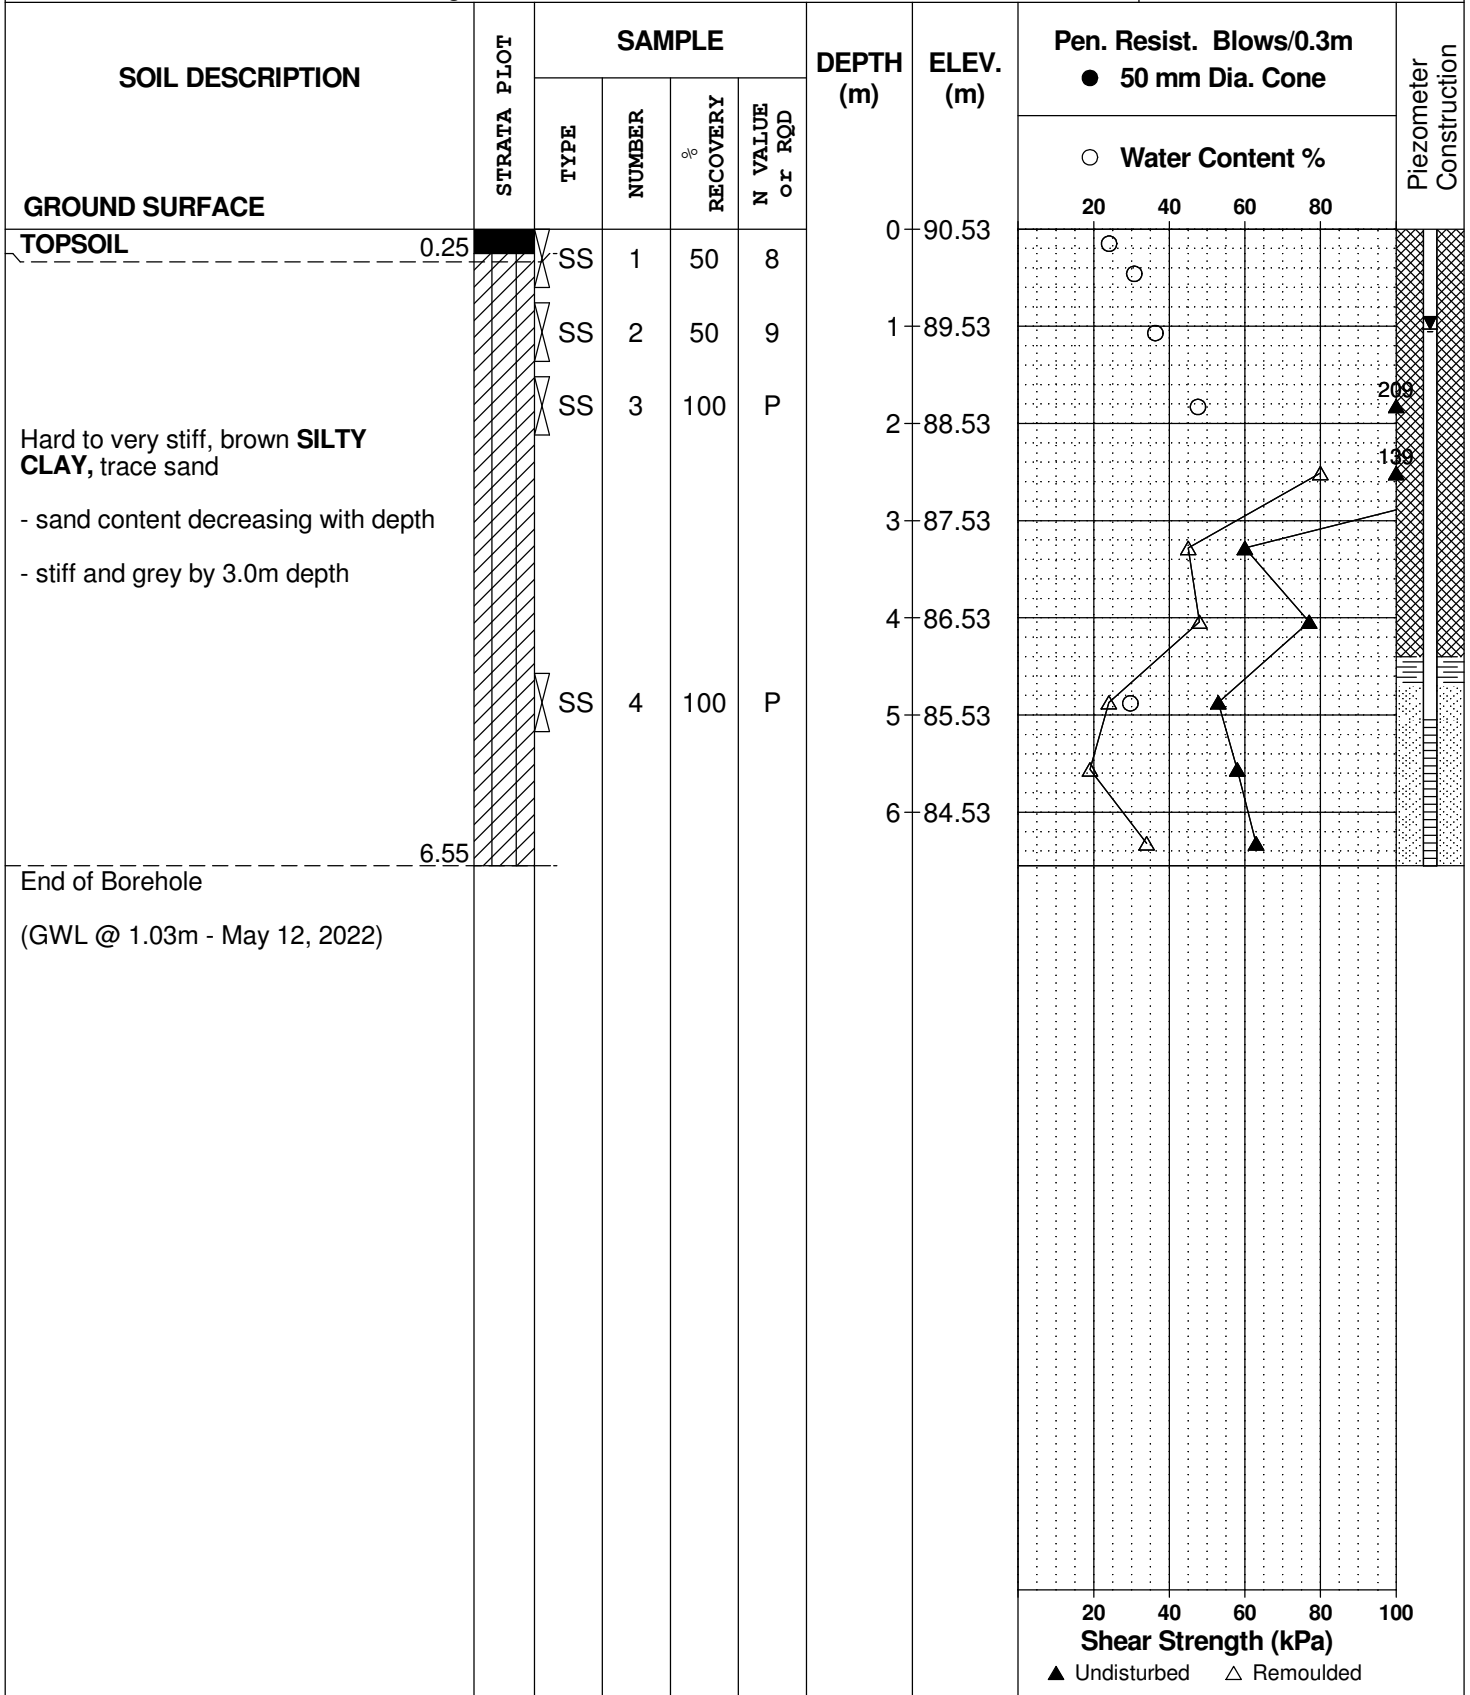 SOIL DESCRIPTION
GROUND SURFACE
STRATA PLOT
SAMPLE
TYPE
NUMBER
%
RECOVERY
N VALUE
or RQD
DEPTH
(m)
ELEV.
(m)
Pen. Resist. Blows/0.3m
● 50 mm Dia. Cone
○ Water Content %
20 40 60 80
Piezometer
Construction
TOPSOIL 0.25
SS 1 50 8
SS 2 50 9
SS 3 100 P
SS 4 100 P
0 90.53
1 89.53
2 88.53
3 87.53
4 86.53
5 85.53
6 84.53
209
139
Hard to very stiff, brown SILTY
CLAY, trace sand
- sand content decreasing with depth
- stiff and grey by 3.0m depth
6.55
End of Borehole
(GWL @ 1.03m - May 12, 2022)
20 40 60 80 100
Shear Strength (kPa)
▲ Undisturbed △ Remoulded